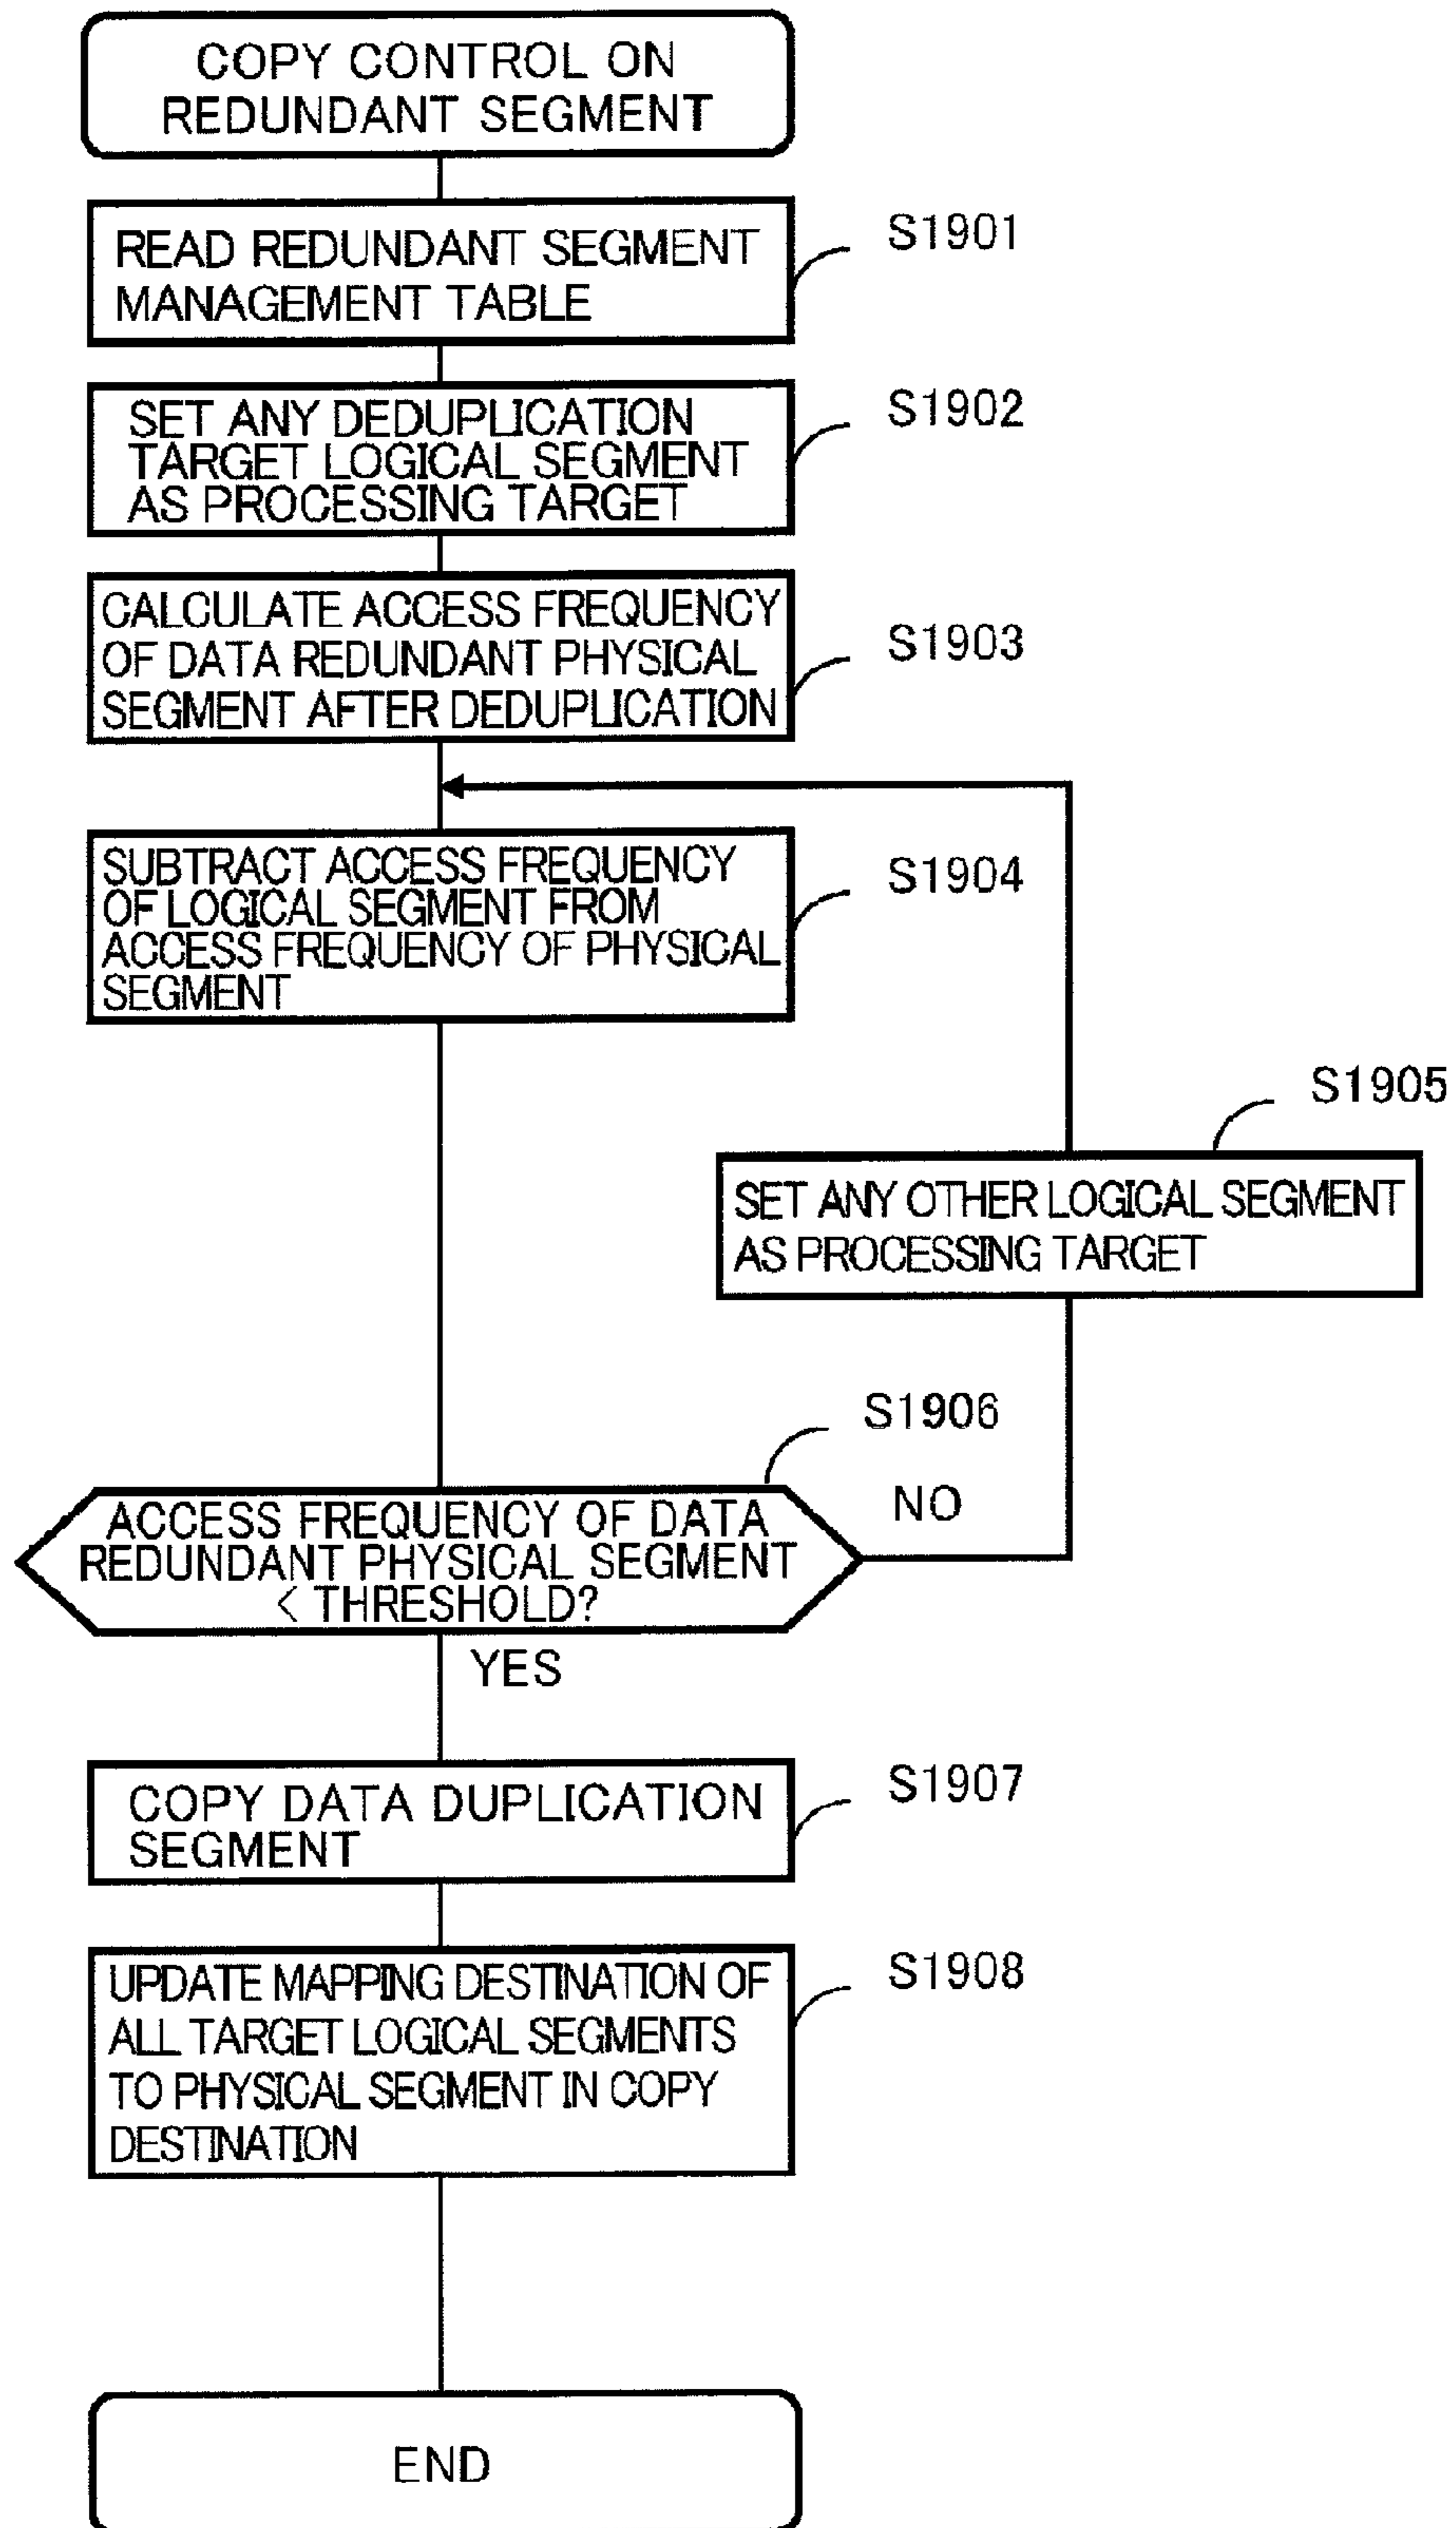 COPY CONTROL ON
REDUNDANT SEGMENT
READ REDUNDANT SEGMENT
MANAGEMENT TABLE
S1901
SET ANY DEDUPLICATION
TARGET LOGICAL SEGMENT
AS PROCESSING TARGET
S1902
CALCULATE ACCESS FREQUENCY
OF DATA REDUNDANT PHYSICAL
SEGMENT AFTER DEDUPLICATION
S1903
SUBTRACT ACCESS FREQUENCY
OF LOGICAL SEGMENT FROM
ACCESS FREQUENCY OF PHYSICAL
SEGMENT
S1904
S1905
SET ANY OTHER LOGICAL SEGMENT
AS PROCESSING TARGET
S1906
ACCESS FREQUENCY OF DATA
REDUNDANT PHYSICAL SEGMENT
< THRESHOLD?
NO
YES
COPY DATA DUPLICATION
SEGMENT
S1907
UPDATE MAPPING DESTINATION OF
ALL TARGET LOGICAL SEGMENTS
TO PHYSICAL SEGMENT IN COPY
DESTINATION
S1908
END